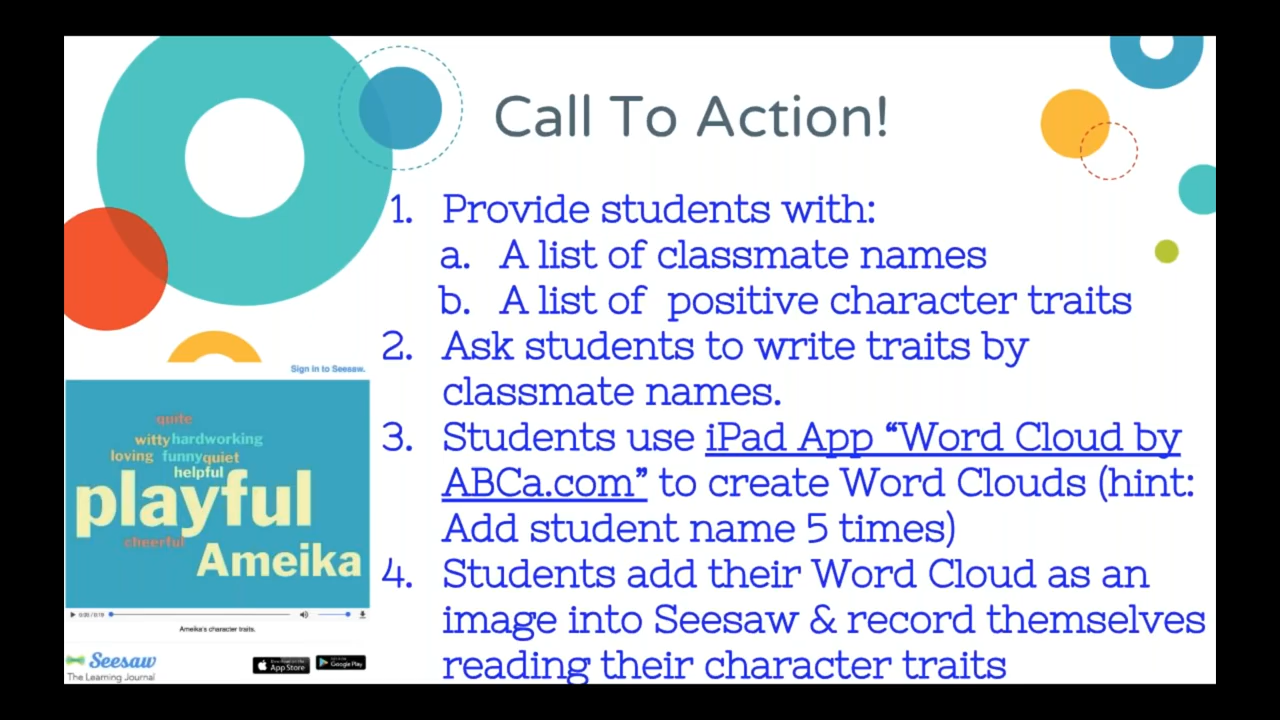 Call To Action!
1. Provide students with:
a. A list of classmate names
b. A list of positive character traits
2. Ask students to write traits by
classmate names.
3. Students use iPad App “Word Cloud by
ABCa.com” to create Word Clouds (hint:
Add student name 5 times)
4. Students add their Word Cloud as an
image into Seesaw & record themselves
reading their character traits
Sign in to Seesaw.
quite
witty hardworking
loving funny quiet
helpful
playful
cheerful
Ameika
Ameika's character traits.
Seesaw
The Learning Journal
App Store
Google Play